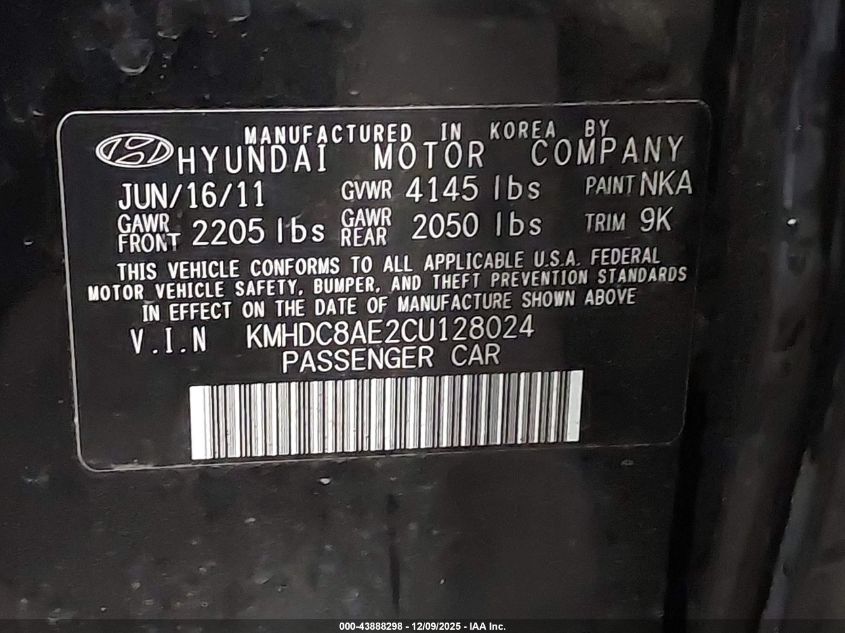 MANUFACTURED IN KOREA BY
HYUNDAI MOTOR COMPANY
JUN/16/11 GVWR 4145 lbs PAINT NKA
GAWR FRONT 2205 lbs GAWR REAR 2050 lbs TRIM 9K
THIS VEHICLE CONFORMS TO ALL APPLICABLE U.S.A. FEDERAL
MOTOR VEHICLE SAFETY, BUMPER, AND THEFT PREVENTION STANDARDS
IN EFFECT ON THE DATE OF MANUFACTURE SHOWN ABOVE
V.I.N KMHDC8AE2CU128024
PASSENGER CAR
000-43888298 - 12/09/2025 - IAA Inc.